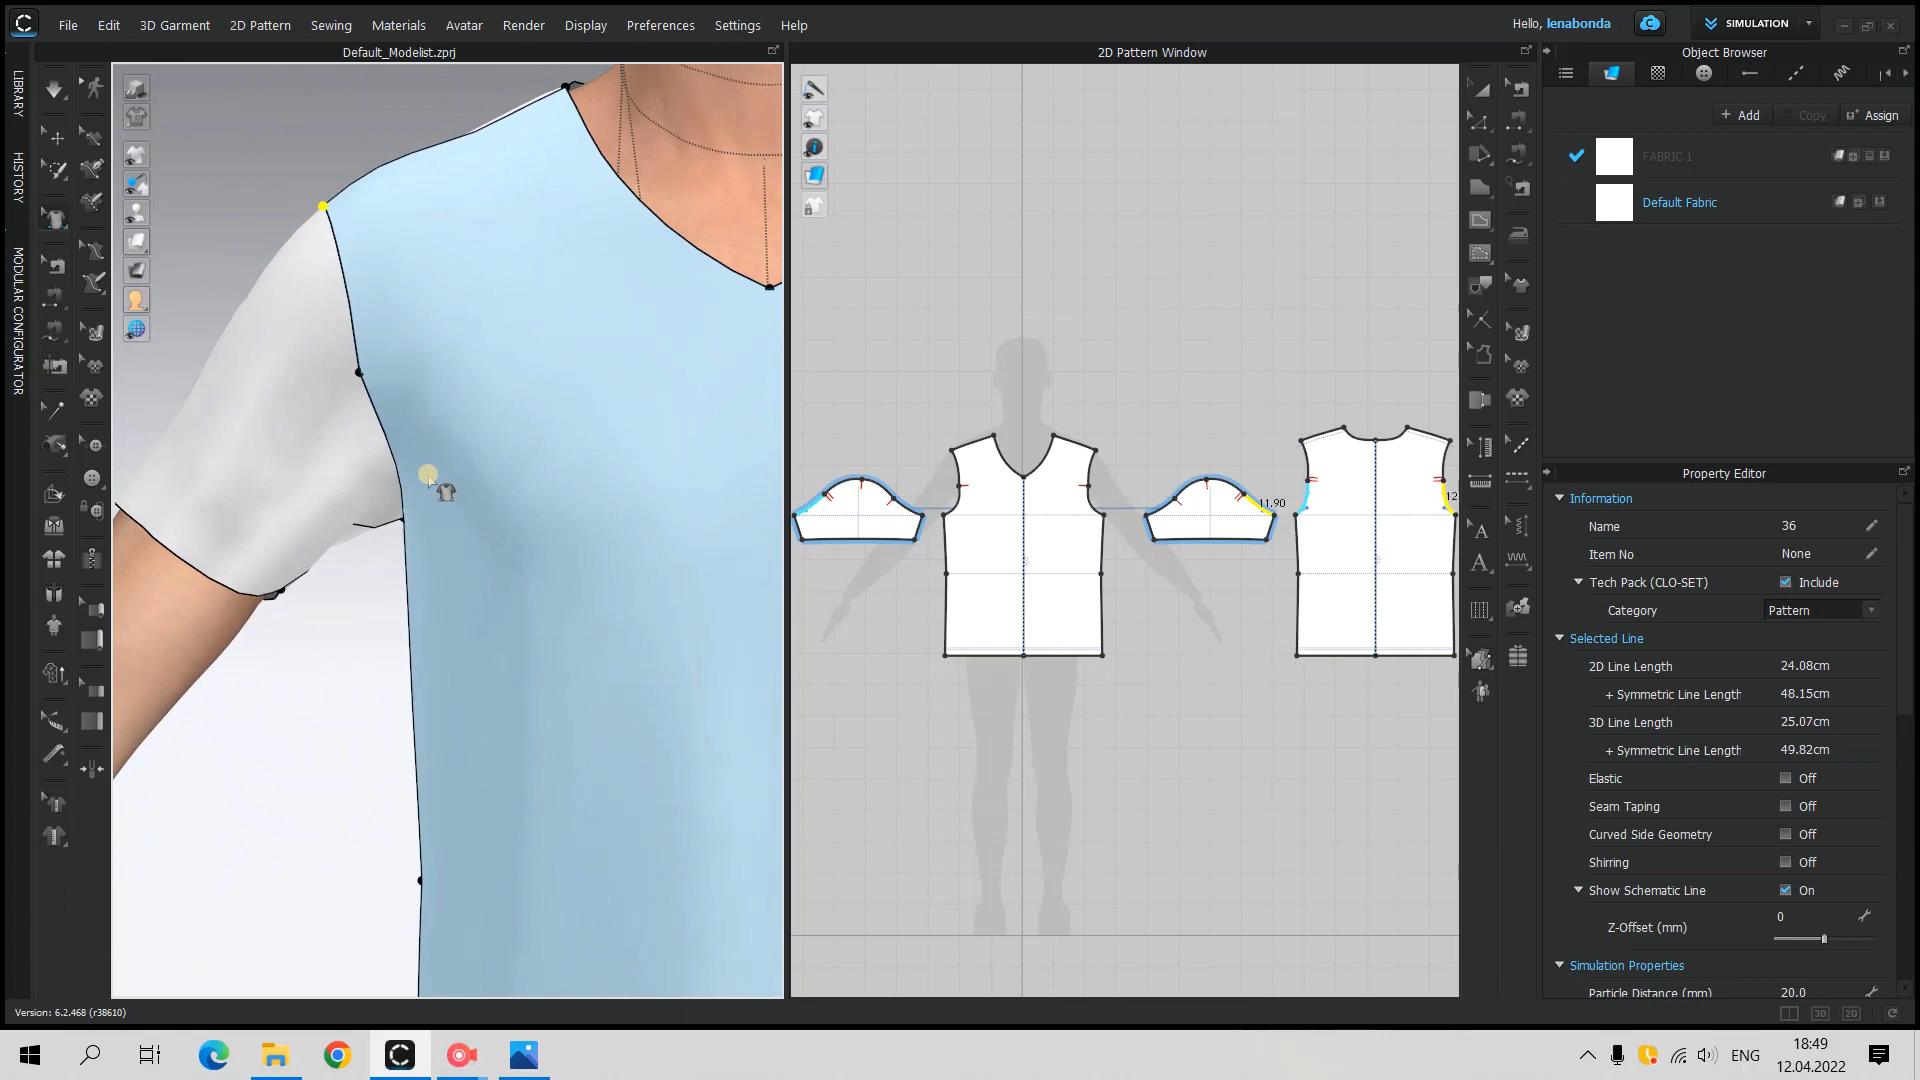 File Edit 3D Garment 2D Pattern Sewing Materials Avatar Render Display Preferences Settings Help
Hello, lenabonda
SIMULATION
Default_Modelist.zprj
2D Pattern Window
Object Browser
LIBRARY
HISTORY
MODULAR CONFIGURATOR
Add
Copy
Assign
FABRIC 1
Default Fabric
11.90
12
Property Editor
Information
Name 36
Item No None
Tech Pack (CLO-SET) Include
Category Pattern
Selected Line
2D Line Length 24.08cm
+ Symmetric Line Length 48.15cm
3D Line Length 25.07cm
+ Symmetric Line Length 49.82cm
Elastic Off
Seam Taping Off
Curved Side Geometry Off
Shirring Off
Show Schematic Line On
Z-Offset (mm) 0
Simulation Properties
Particle Distance (mm) 20.0
Version: 6.2.468 (r38610)
3D
2D
ENG
18:49
12.04.2022